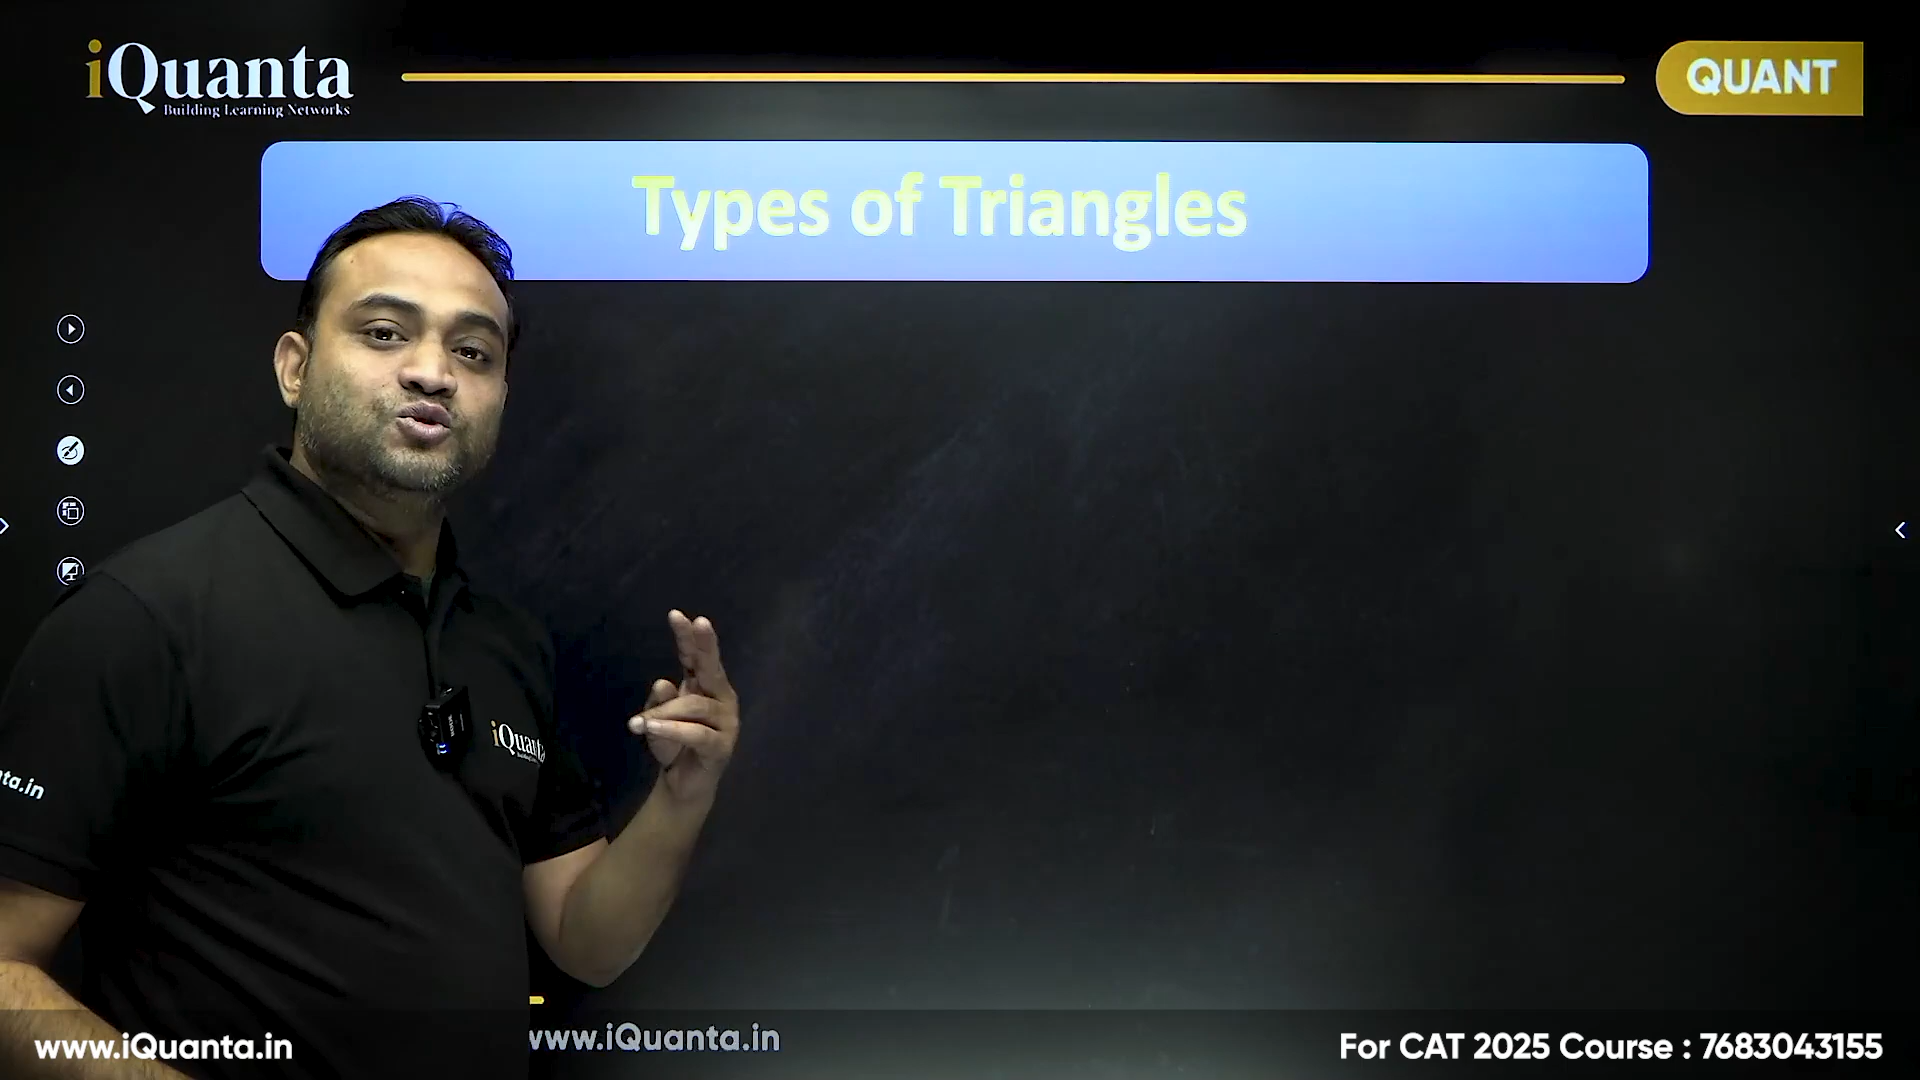 iQuanta
Building Learning Networks
QUANT
Types of Triangles
iQuanta
ta.in
www.iQuanta.in
www.iQuanta.in
For CAT 2025 Course : 7683043155